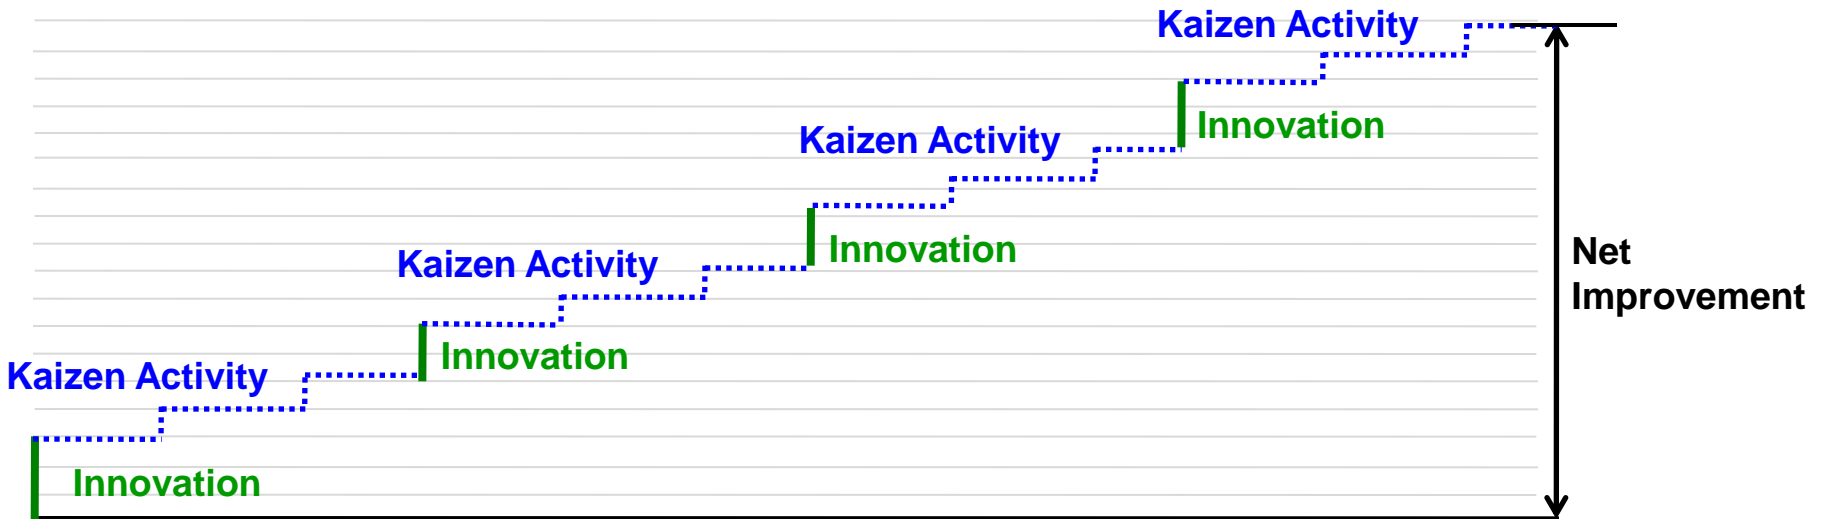 Kaizen Activity
Innovation
Kaizen Activity
Innovation
Kaizen Activity
Innovation
Net
Improvement
Kaizen Activity
Innovation